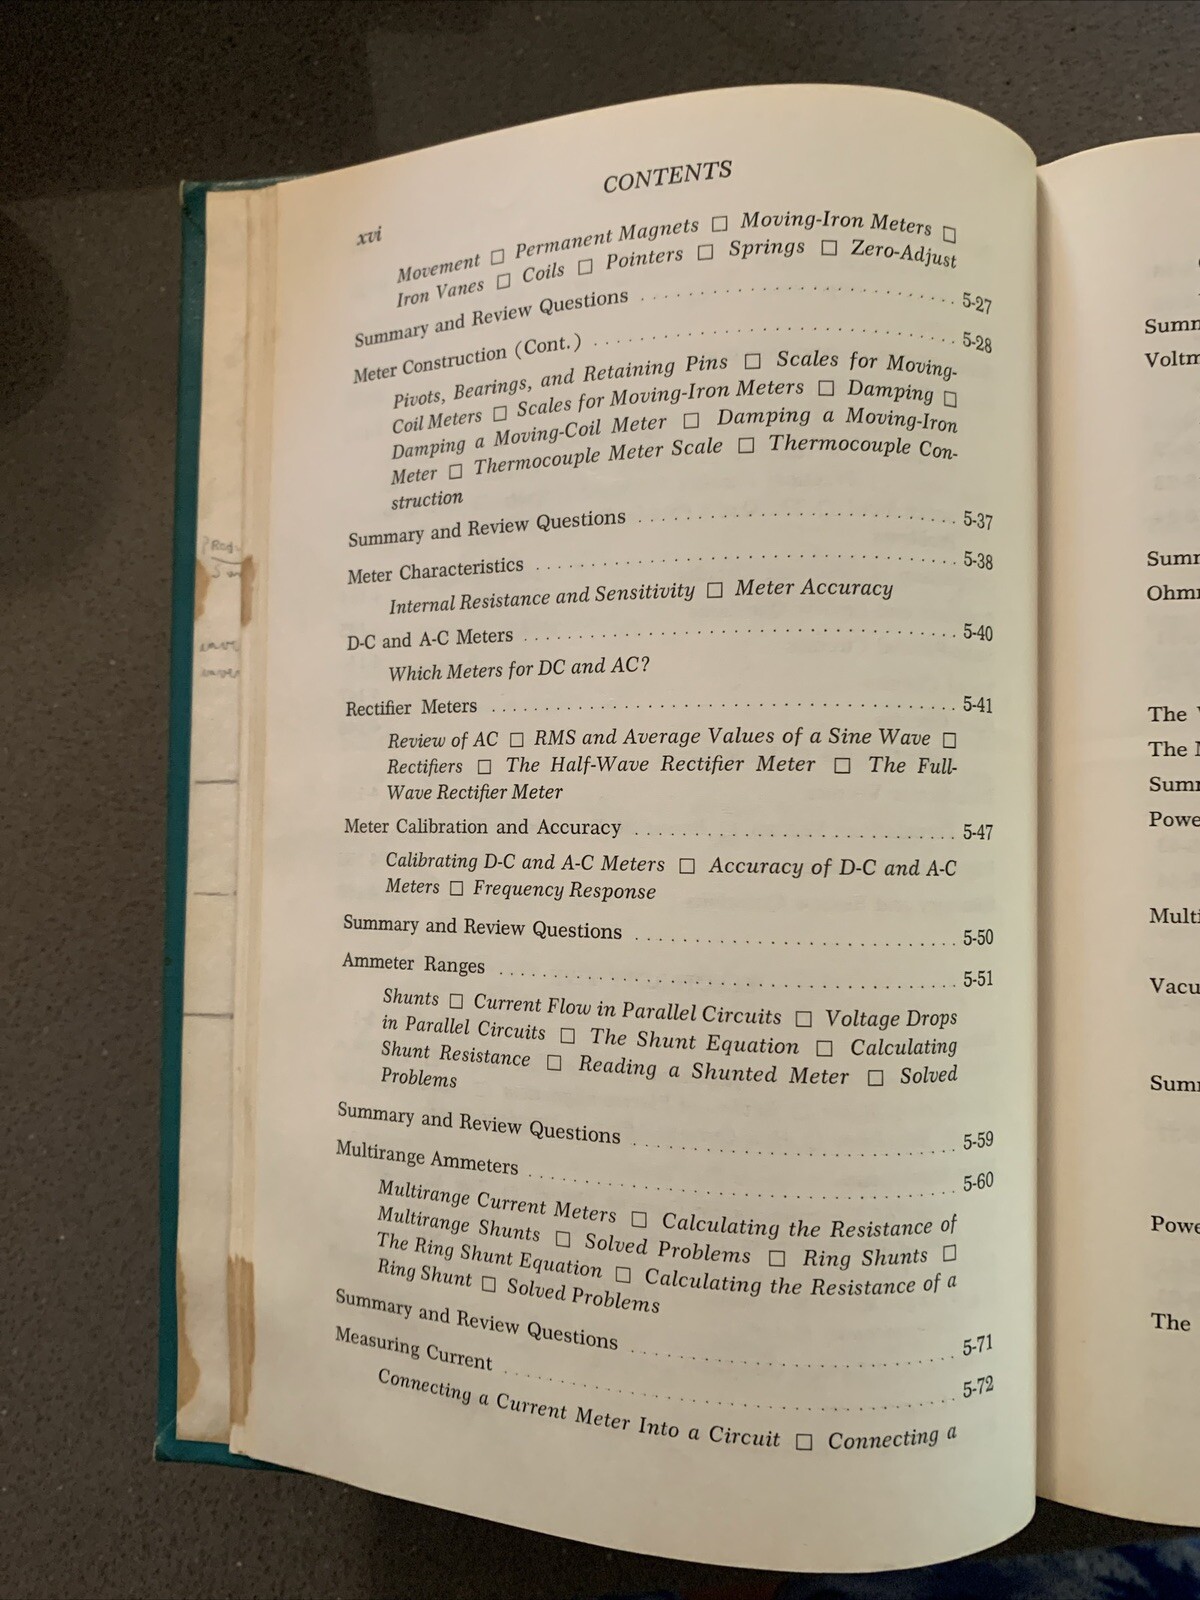 CONTENTS
xvi
Movement □ Permanent Magnets □ Moving-Iron Meters □
Iron Vanes □ Coils □ Pointers □ Springs □ Zero-Adjust
Summary and Review Questions . . . . . . . . . . 5-27
Meter Construction (Cont.) . . . . . . . . . . 5-28
Pivots, Bearings, and Retaining Pins □ Scales for Moving-
Coil Meters □ Scales for Moving-Iron Meters □ Damping □
Damping a Moving-Coil Meter □ Damping a Moving-Iron
Meter □ Thermocouple Meter Scale □ Thermocouple Con-
struction
Summary and Review Questions . . . . . . . . . . 5-37
Meter Characteristics . . . . . . . . . . 5-38
Internal Resistance and Sensitivity □ Meter Accuracy
D-C and A-C Meters . . . . . . . . . . 5-40
Which Meters for DC and AC?
Rectifier Meters . . . . . . . . . . 5-41
Review of AC □ RMS and Average Values of a Sine Wave □
Rectifiers □ The Half-Wave Rectifier Meter □ The Full-
Wave Rectifier Meter
Meter Calibration and Accuracy . . . . . . . . . . 5-47
Calibrating D-C and A-C Meters □ Accuracy of D-C and A-C
Meters □ Frequency Response
Summary and Review Questions . . . . . . . . . . 5-50
Ammeter Ranges . . . . . . . . . . 5-51
Shunts □ Current Flow in Parallel Circuits □ Voltage Drops
in Parallel Circuits □ The Shunt Equation □ Calculating
Shunt Resistance □ Reading a Shunted Meter □ Solved
Problems
Summary and Review Questions . . . . . . . . . . 5-59
Multirange Ammeters . . . . . . . . . . 5-60
Multirange Current Meters □ Calculating the Resistance of
Multirange Shunts □ Solved Problems □ Ring Shunts □
The Ring Shunt Equation □ Calculating the Resistance of a
Ring Shunt □ Solved Problems
Summary and Review Questions . . . . . . . . . . 5-71
Measuring Current . . . . . . . . . . 5-72
Connecting a Current Meter Into a Circuit □ Connecting a
Summ
Voltm
Summ
Ohm
The
The
Summ
Powe
Multi
Vacu
Summ
Powe
The